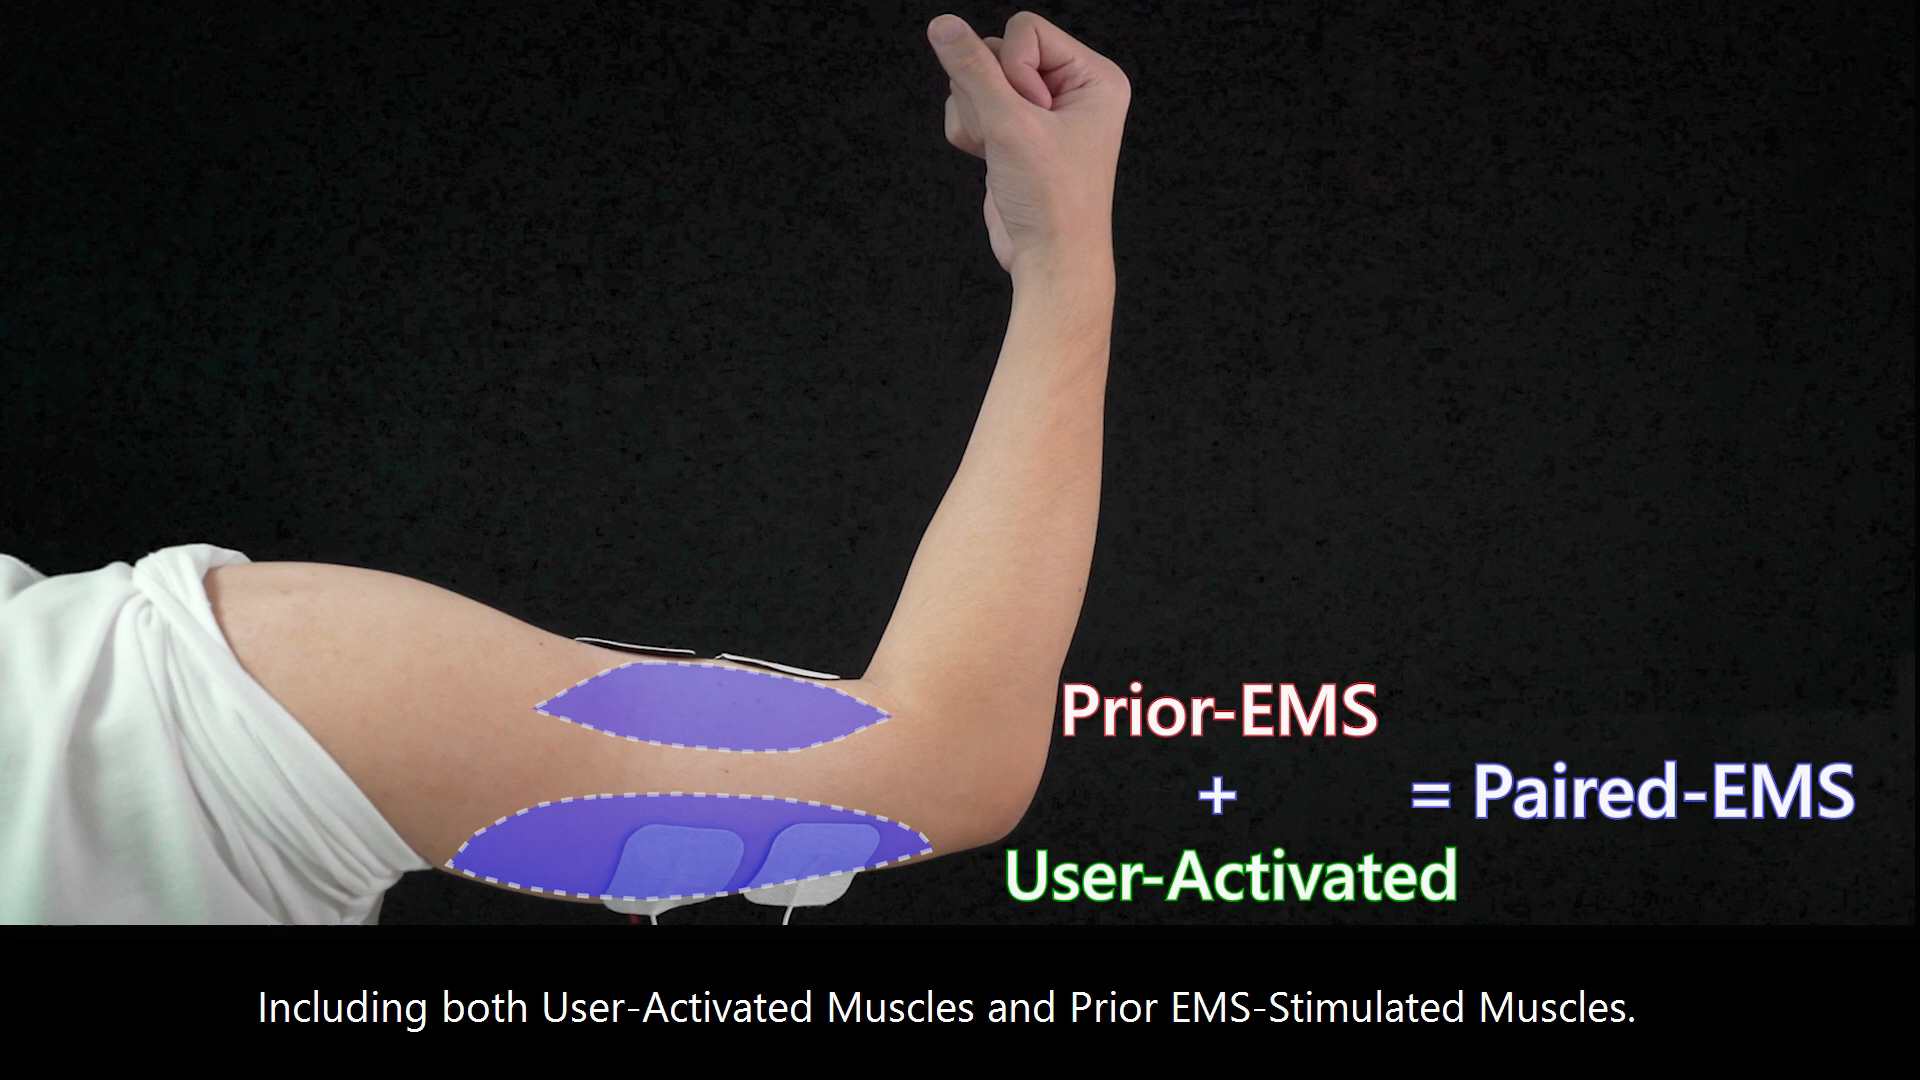 Prior-EMS
+
= Paired-EMS
User-Activated
Including both User-Activated Muscles and Prior EMS-Stimulated Muscles.